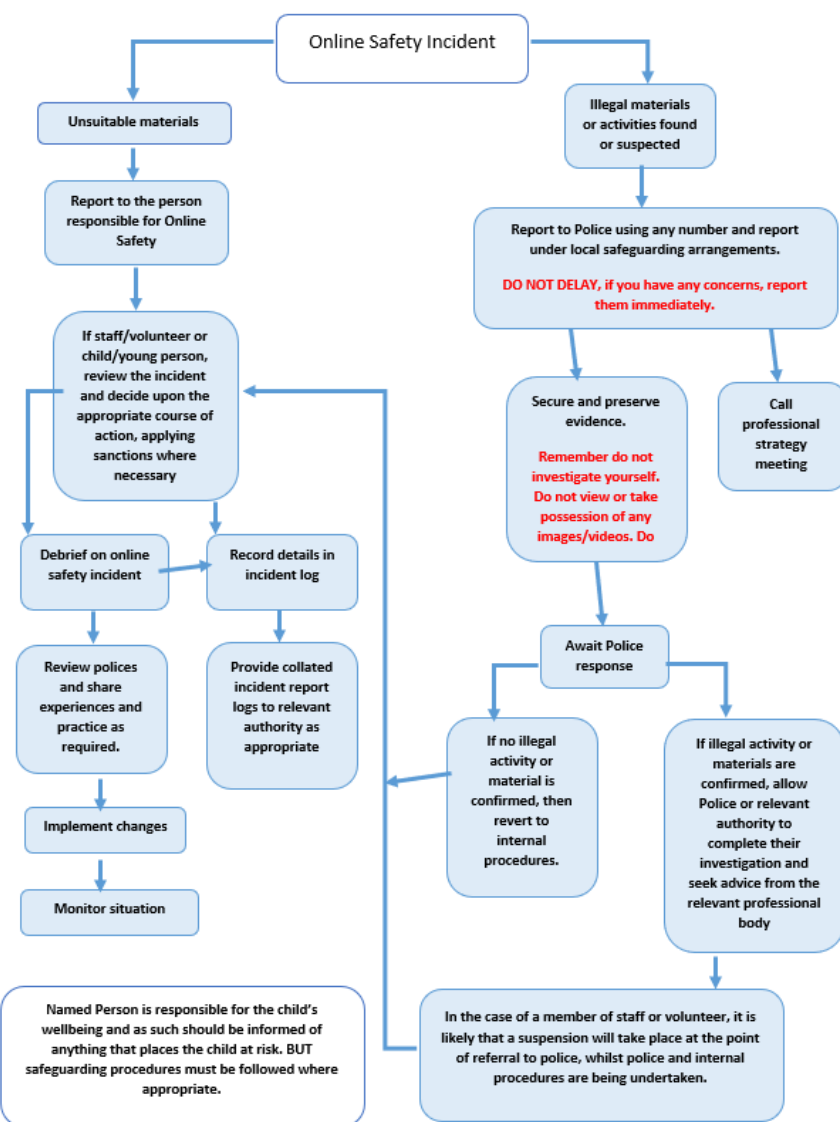 Online Safety Incident
Unsuitable materials
Report to the person
responsible for Online
Safety
If staff/volunteer or
child/young person,
review the incident
and decide upon the
appropriate course of
action, applying
sanctions where
necessary
Debrief on online
safety incident
Record details in
incident log
Review polices
and share
experiences and
practice as
required.
Provide collated
incident report
logs to relevant
authority as
appropriate
Implement changes
Monitor situation
Illegal materials
or activities found
or suspected
Report to Police using any number and report
under local safeguarding arrangements.
DO NOT DELAY, if you have any concerns, report
them immediately.
Secure and preserve
evidence.
Remember do not
investigate yourself.
Do not view or take
possession of any
images/videos. Do
Call
professional
strategy
meeting
Await Police
response
If no illegal
activity or
material is
confirmed, then
revert to
internal
procedures.
If illegal activity or
materials are
confirmed, allow
Police or relevant
authority to
complete their
investigation and
seek advice from the
relevant professional
body
In the case of a member of staff or volunteer, it is
likely that a suspension will take place at the point
of referral to police, whilst police and internal
procedures are being undertaken.
Named Person is responsible for the child's
wellbeing and as such should be informed of
anything that places the child at risk. BUT
safeguarding procedures must be followed where
appropriate.